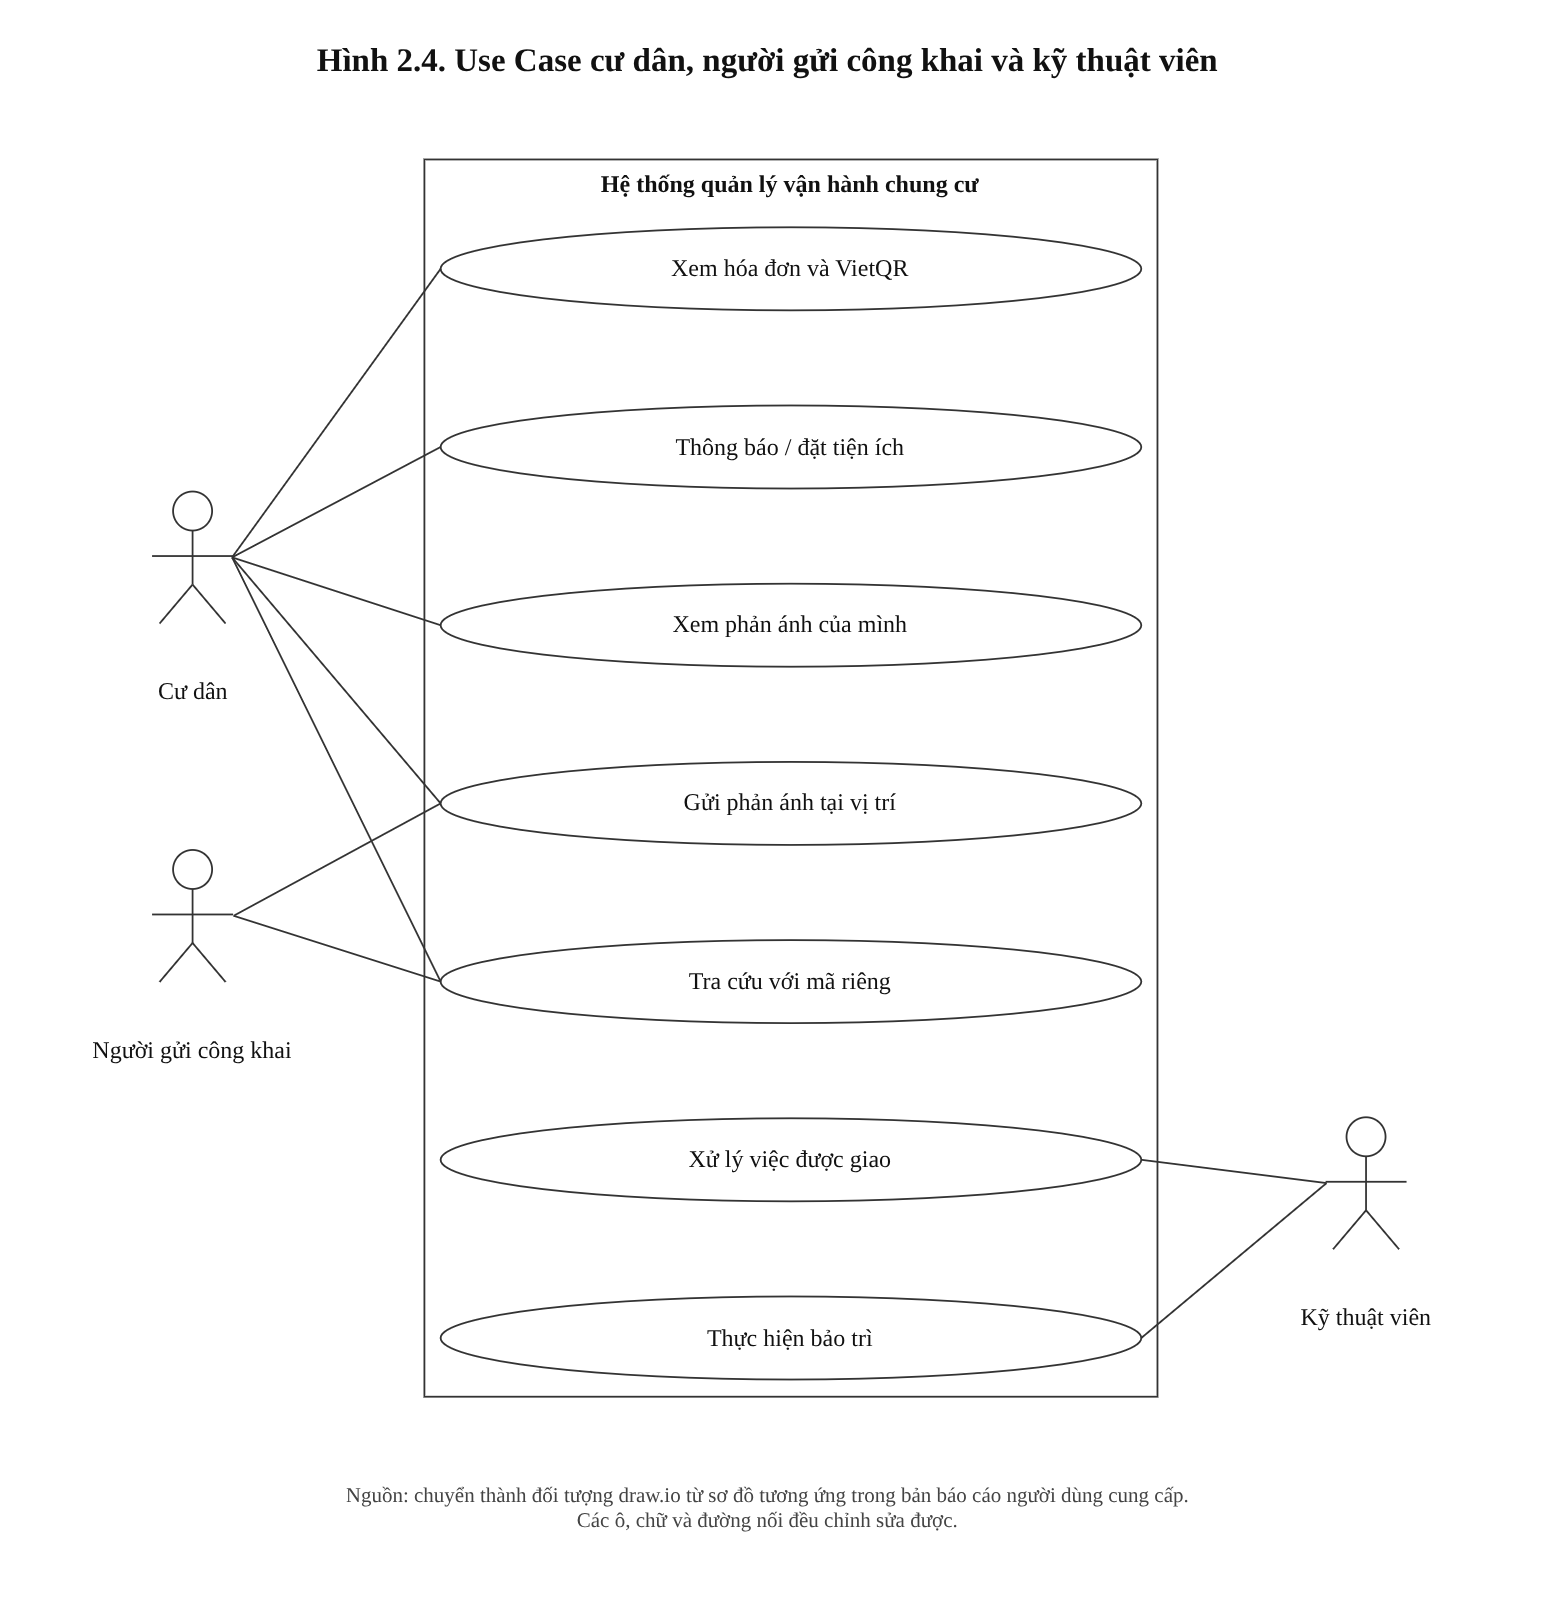 Hình 2.4. Use Case cư dân, người gửi công khai và kỹ thuật viên
Hệ thống quản lý vận hành chung cư
Xem hóa đơn và VietQR
Thông báo / đặt tiện ích
Xem phản ánh của mình
Cư dân
Gửi phản ánh tại vị trí
Tra cứu với mã riêng
Người gửi công khai
Xử lý việc được giao
Kỹ thuật viên
Thực hiện bảo trì
Nguồn: chuyển thành đối tượng draw.io từ sơ đồ tương ứng trong bản báo cáo người dùng cung cấp.
Các ô, chữ và đường nối đều chỉnh sửa được.